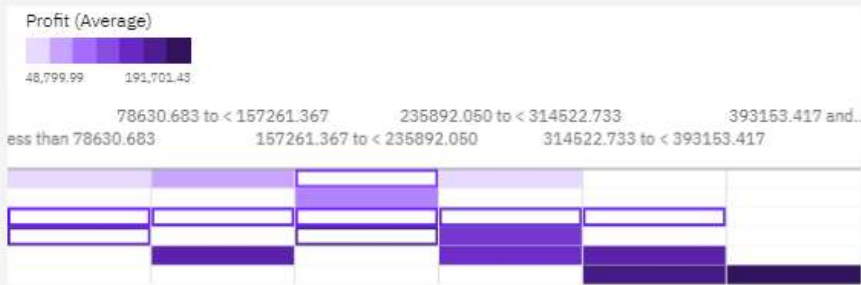 Profit (Average)
48,799.99 191,701.43
78630.683 to < 157261.367 235892.050 to < 314522.733 393153.417 and...
ess than 78630.683 157261.367 to < 235892.050 314522.733 to < 393153.417